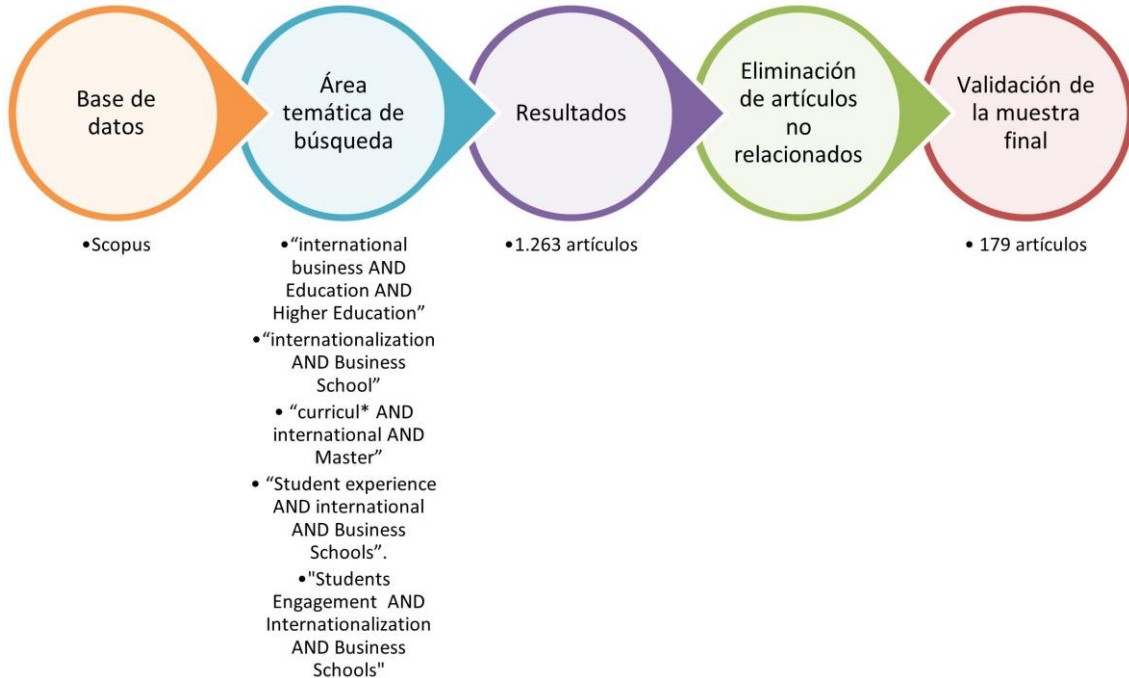 Base de
datos
Área
temática de
búsqueda
Resultados
Eliminación
de artículos
no
relacionados
Validación de
la muestra
final
•Scopus
•“international
business AND
Education AND
Higher Education”
•“internationalization
AND Business
School”
• “curricul* AND
international AND
Master”
• “Student experience
AND international
AND Business
Schools”.
•"Students
Engagement  AND
Internationalization
AND Business
Schools"
•1.263 artículos
• 179 artículos